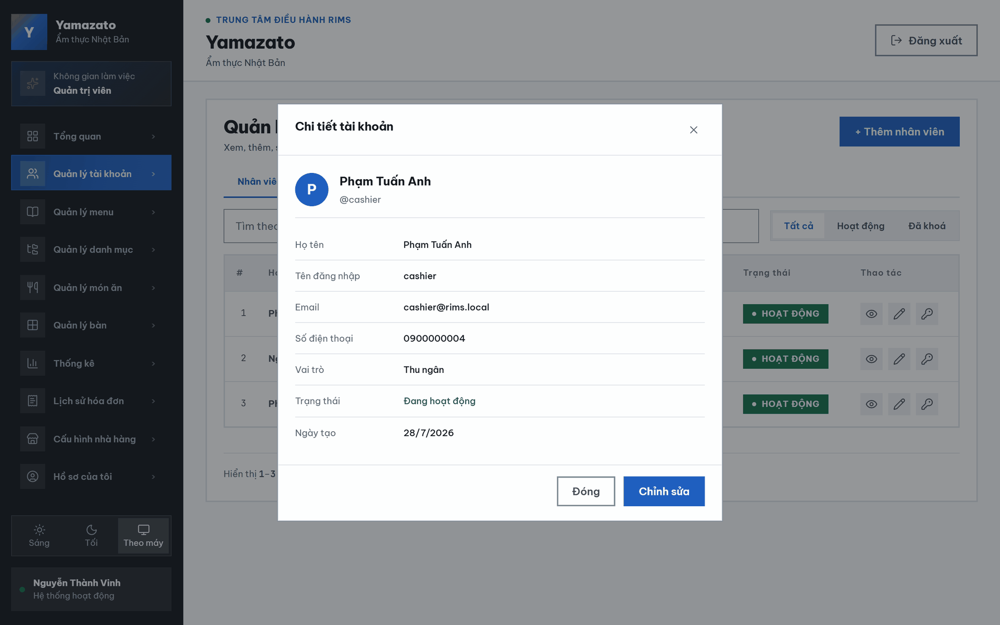 Y
Yamazato
Ẩm thực Nhật Bản
Không gian làm việc
Quản trị viên
Tổng quan
Quản lý tài khoản
Quản lý menu
Quản lý danh mục
Quản lý món ăn
Quản lý bàn
Thống kê
Lịch sử hóa đơn
Cấu hình nhà hàng
Hồ sơ của tôi
Sáng
Tối
Theo máy
Nguyễn Thành Vinh
Hệ thống hoạt động
TRUNG TÂM ĐIỀU HÀNH RIMS
Yamazato
Ẩm thực Nhật Bản
Đăng xuất
Quản
Xem, thêm,
+ Thêm nhân viên
Tìm
Tất cả
Hoạt động
Đã khoá
#
Trạng thái
Thao tác
1
HOẠT ĐỘNG
2
HOẠT ĐỘNG
3
HOẠT ĐỘNG
Hiển thị 1–3
Chi tiết tài khoản
P
Phạm Tuấn Anh
@cashier
Họ tên
Phạm Tuấn Anh
Tên đăng nhập
cashier
Email
cashier@rims.local
Số điện thoại
0900000004
Vai trò
Thu ngân
Trạng thái
Đang hoạt động
Ngày tạo
28/7/2026
Đóng
Chỉnh sửa